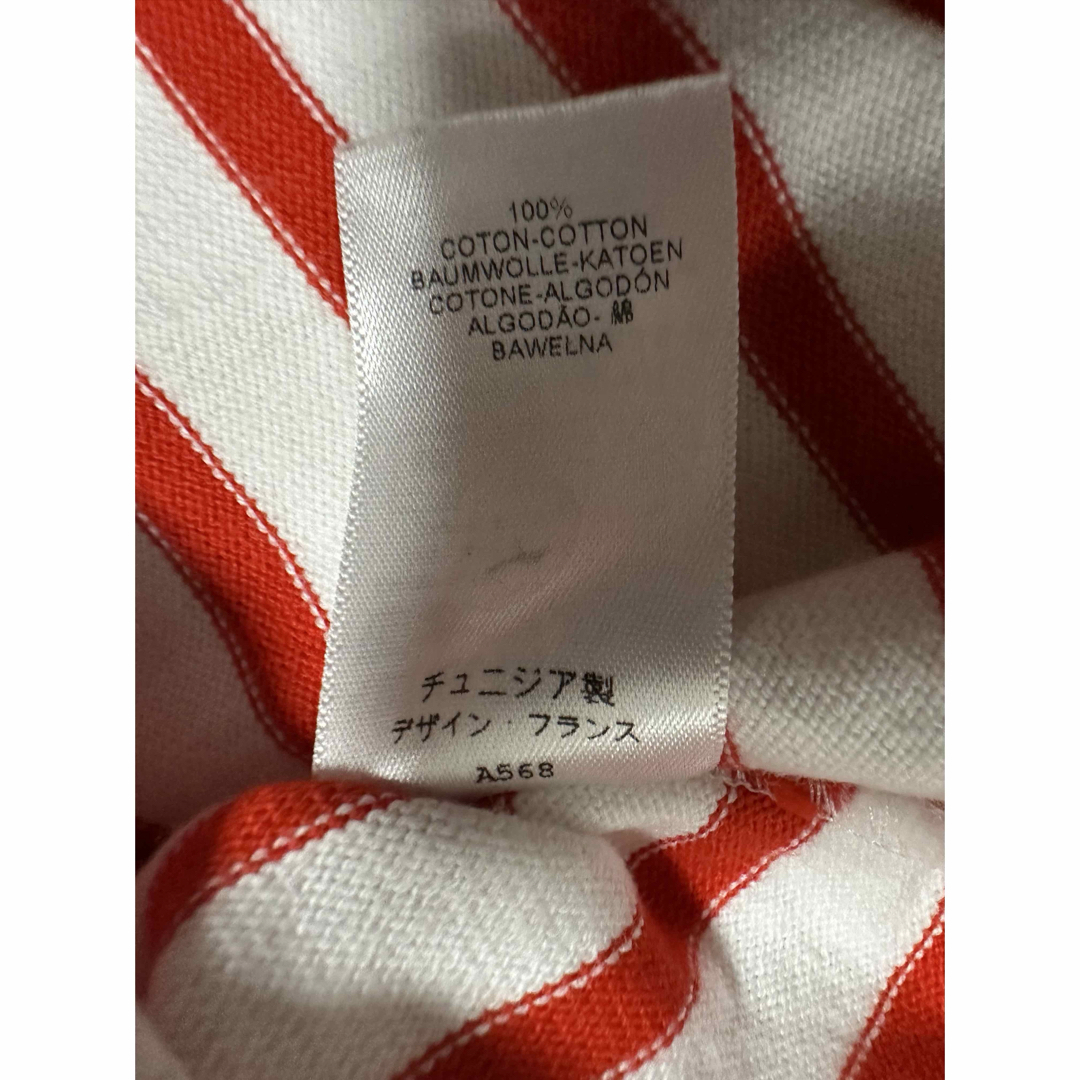 100%
COTON-COTTON
BAUMWOLLE-KATOEN
COTONE-ALGODÓN
ALGODÃO- 綿
BAWEŁNA
チュニジア製
デザイン・フランス
A568